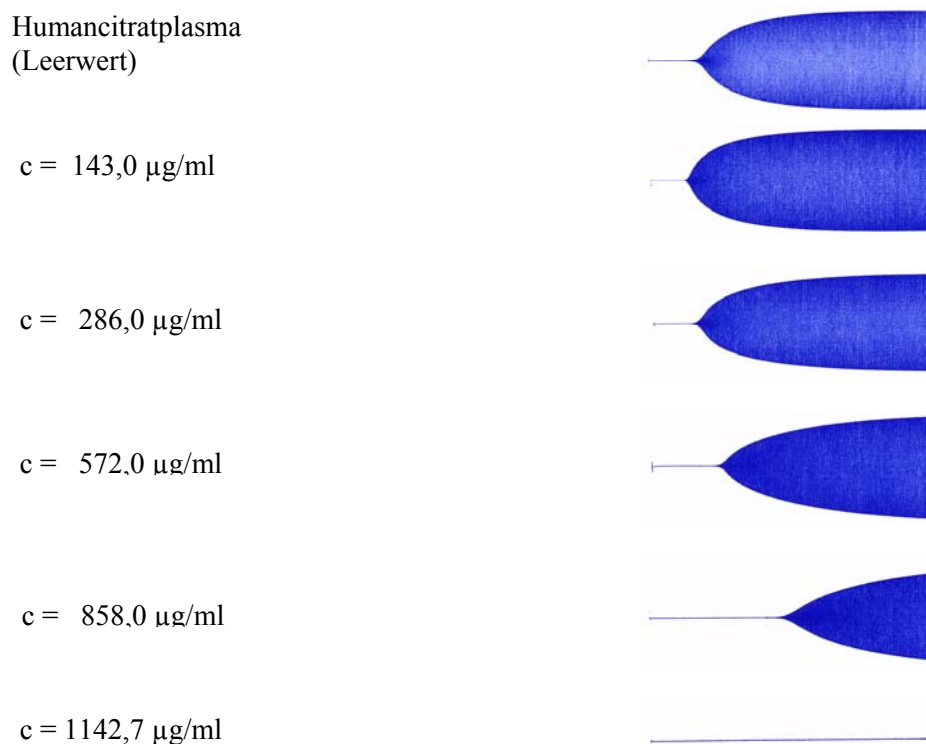 Humancitratplasma
(Leerwert)
c = 143,0 µg/ml
c = 286,0 µg/ml
c = 572,0 µg/ml
c = 858,0 µg/ml
c = 1142,7 µg/ml